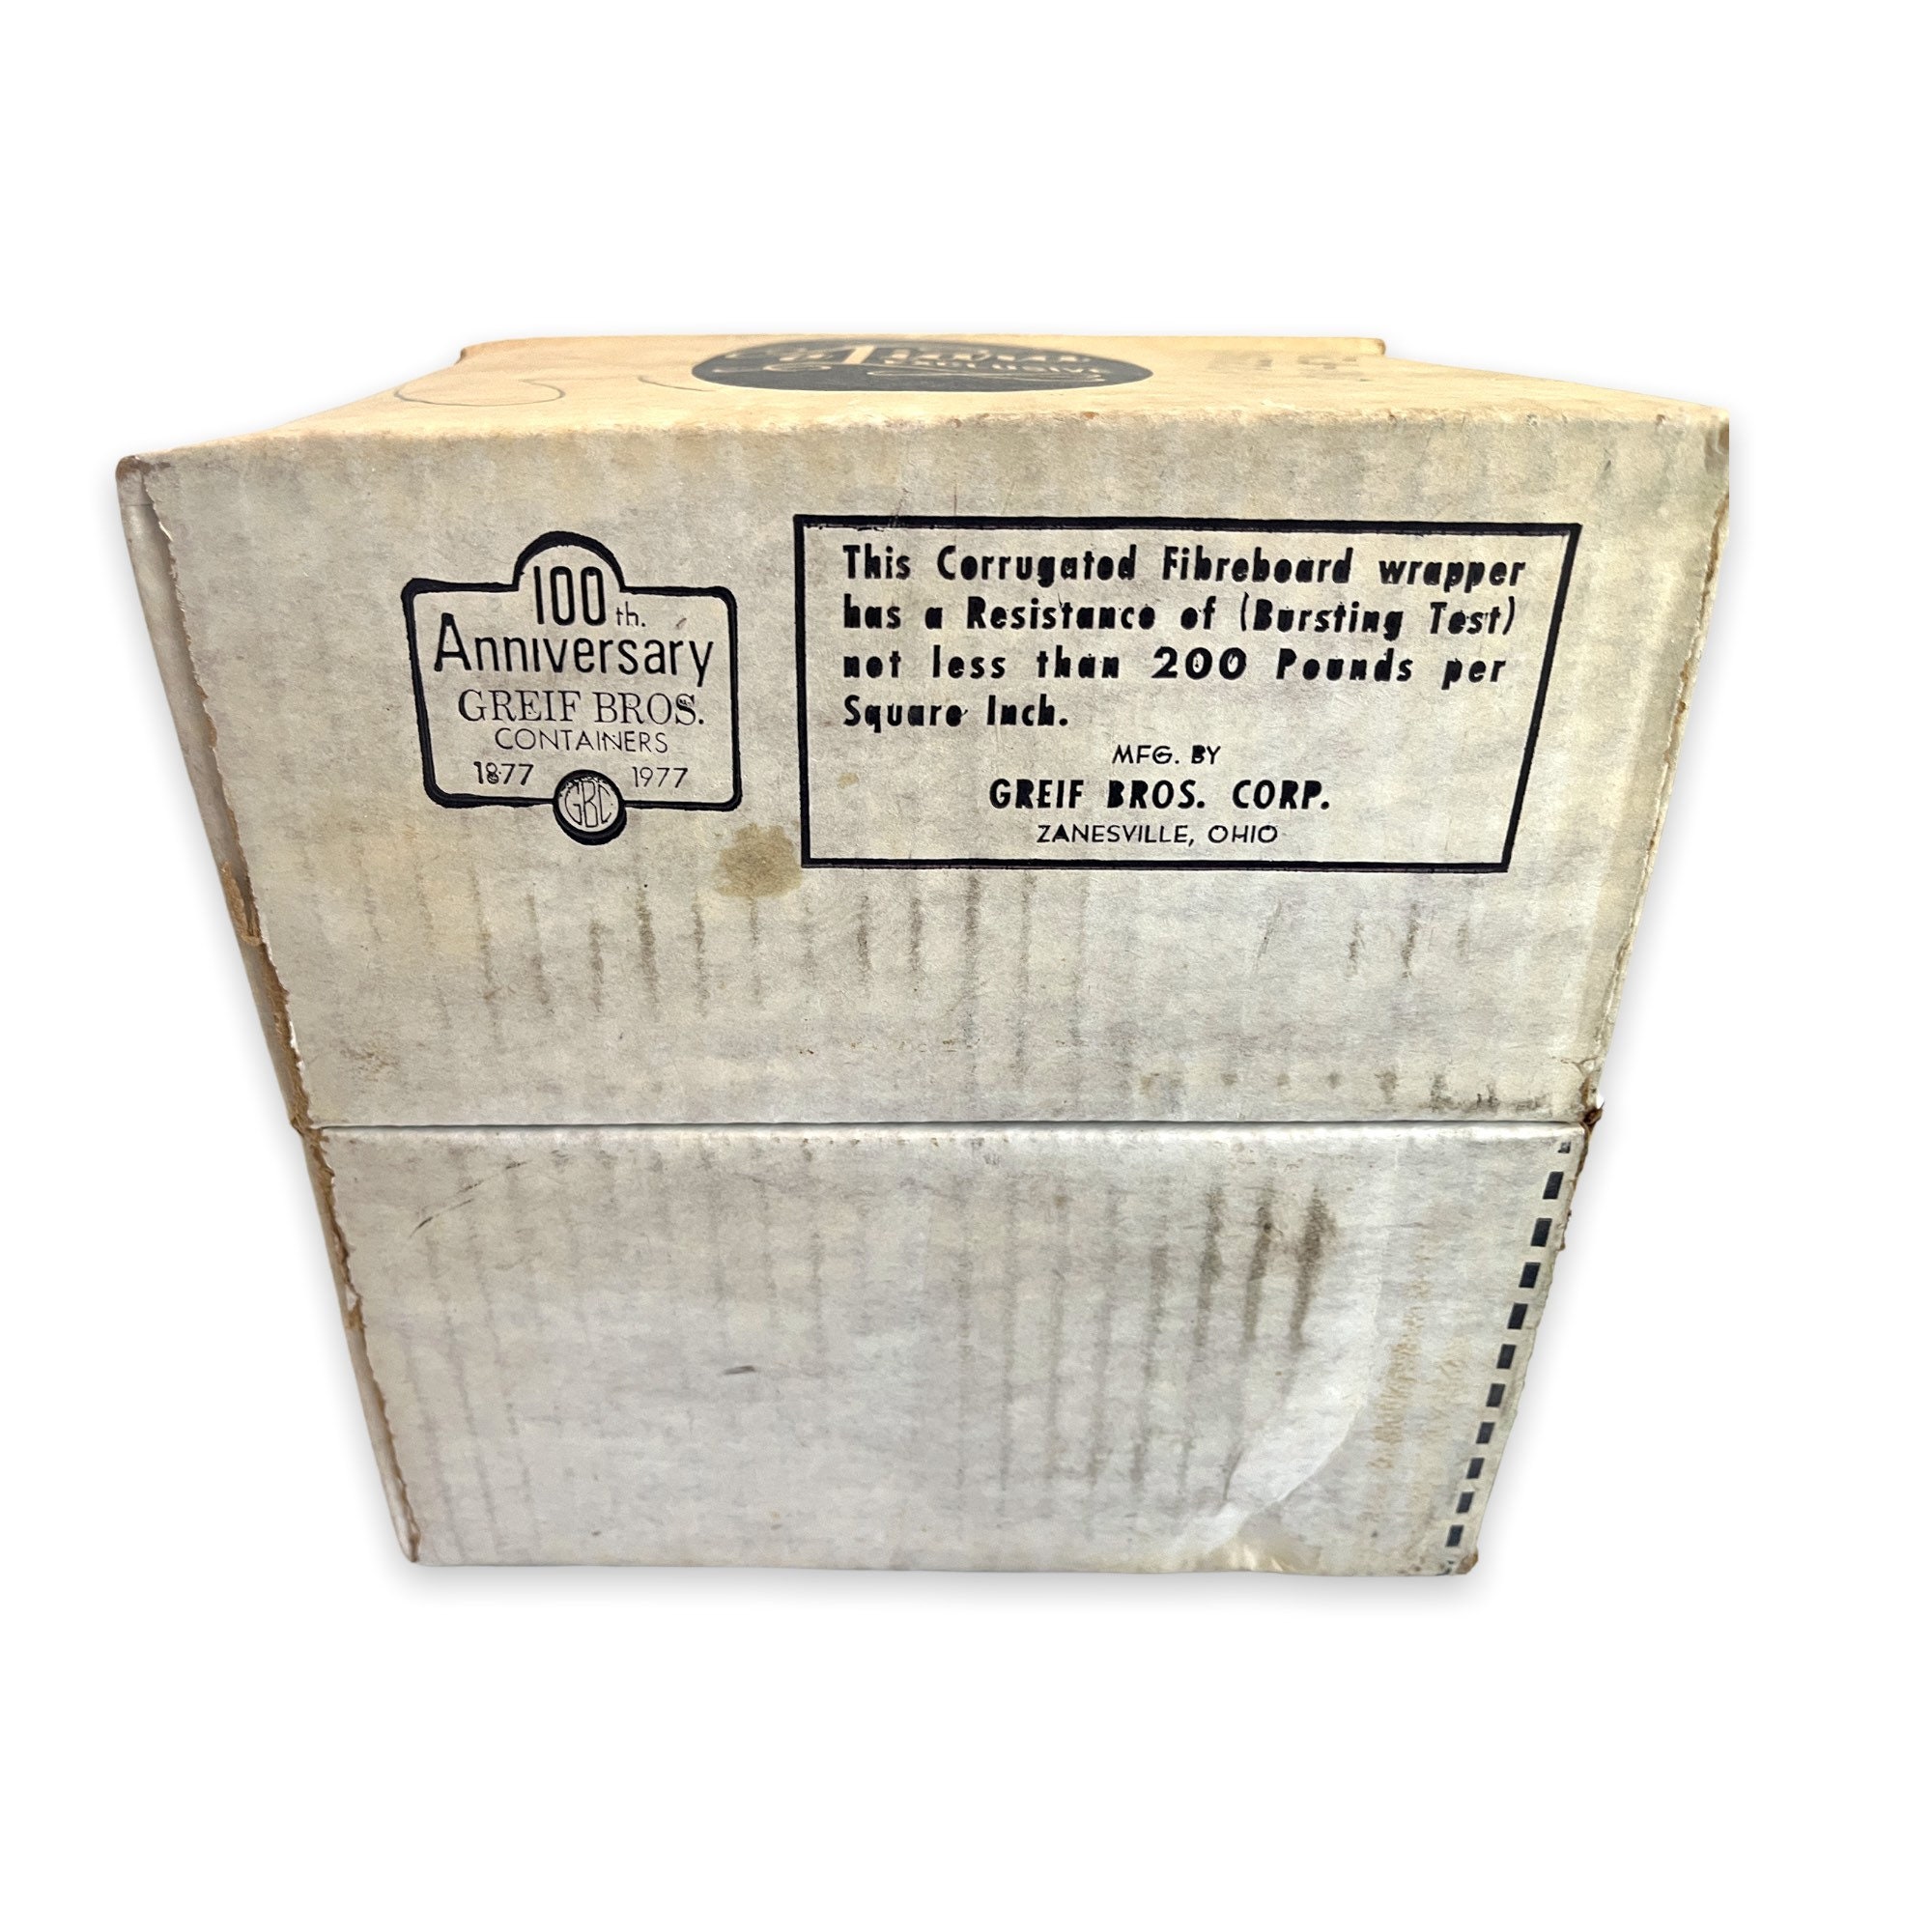 Exclusive
100th.
Anniversary
GREIF BROS.
CONTAINERS
1877 1977
GBC
This Corrugated Fibreboard wrapper
has a Resistance of (Bursting Test)
not less than 200 Pounds per
Square Inch.
MFG. BY
GREIF BROS. CORP.
ZANESVILLE, OHIO